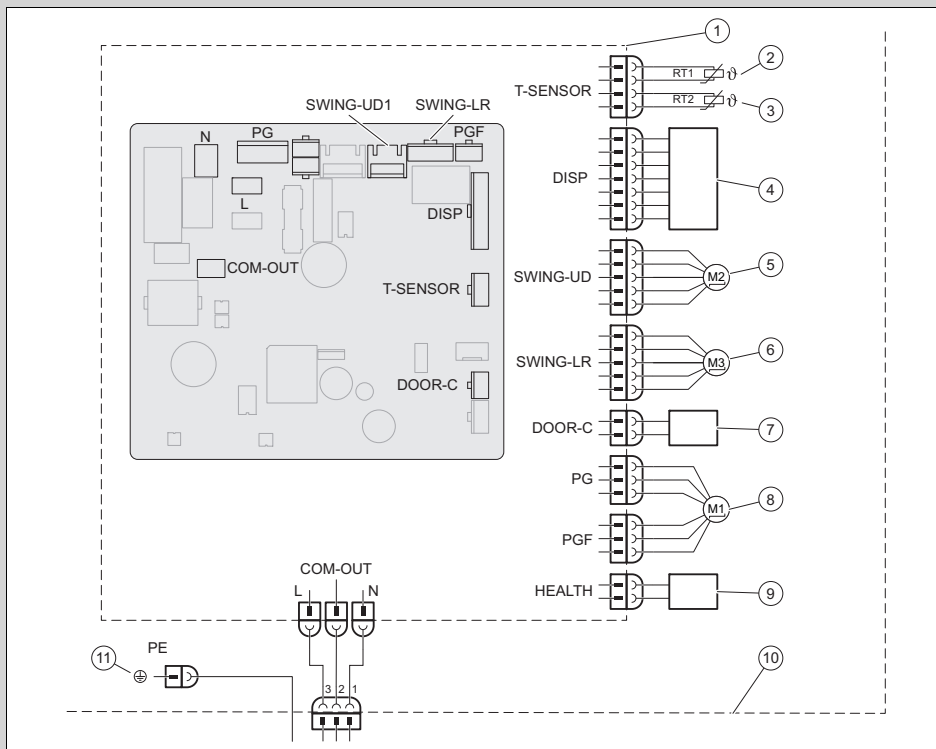 1
RT1 ϑ 2
T-SENSOR
RT2 ϑ 3
SWING-UD1 SWING-LR
N PG PGF
DISP 4
L
DISP
COM-OUT
SWING-UD M2 5
T-SENSOR
SWING-LR M3 6
DOOR-C
DOOR-C 7
PG
M1 8
PGF
COM-OUT
HEALTH 9
L N
PE
11 10
3 2 1